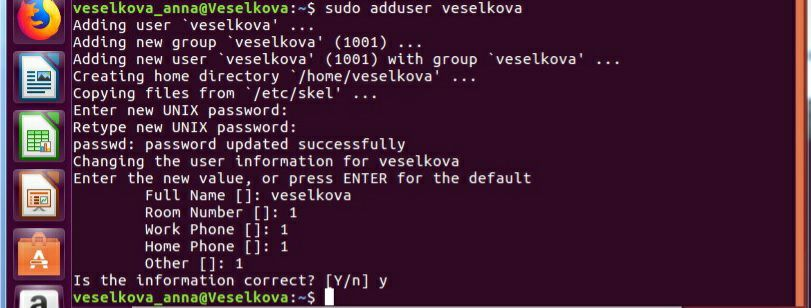 veselkova_anna@Veselkova:~$ sudo adduser veselkova
Adding user `veselkova' ...
Adding new group `veselkova' (1001) ...
Adding new user `veselkova' (1001) with group `veselkova' ...
Creating home directory `/home/veselkova' ...
Copying files from `/etc/skel' ...
Enter new UNIX password:
Retype new UNIX password:
passwd: password updated successfully
Changing the user information for veselkova
Enter the new value, or press ENTER for the default
Full Name []: veselkova
Room Number []: 1
Work Phone []: 1
Home Phone []: 1
Other []: 1
Is the information correct? [Y/n] y
veselkova_anna@Veselkova:~$